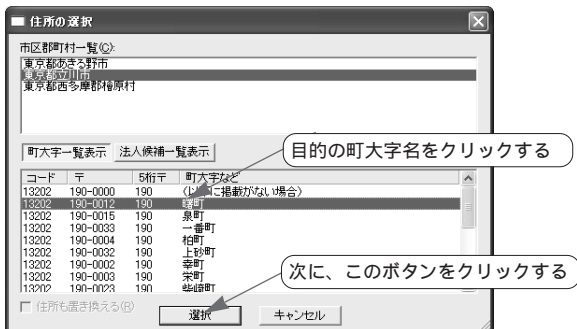 住所の選択
市区郡町村一覧(C):
東京都あきる野市
東京都立川市
東京都西多摩郡檜原村
町大字一覧表示 法人候補一覧表示
目的の町大字名をクリックする
コード 〒 5桁〒 町大字など
13202 190-0000 190 (以下に掲載がない場合)
13202 190-0012 190 曙町
13202 190-0015 190 泉町
13202 190-0033 190 一番町
13202 190-0004 190 柏町
13202 190-0032 190 上砂町
13202 190-0002 190 幸町
13202 190-0003 190 栄町
13202 190-0023 190 柴崎町
次に、このボタンをクリックする
住所も置き換える(R)
選択 キャンセル